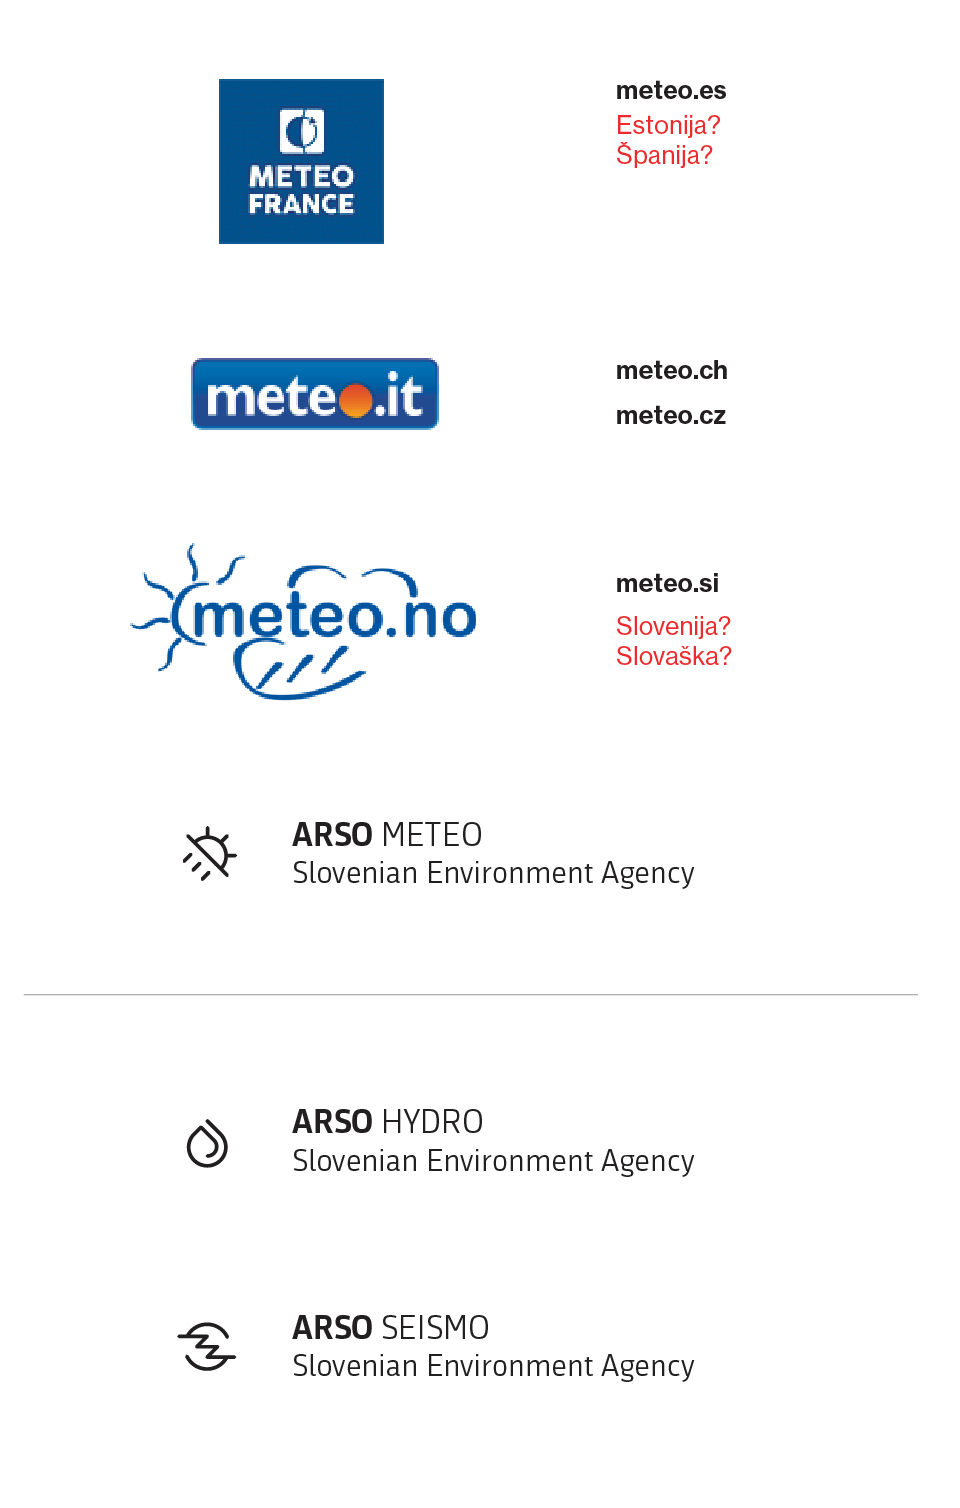 METEO
FRANCE
meteo.es
Estonija?
Španija?
meteo.it
meteo.ch
meteo.cz
meteo.no
meteo.si
Slovenija?
Slovaška?
ARSO METEO
Slovenian Environment Agency
ARSO HYDRO
Slovenian Environment Agency
ARSO SEISMO
Slovenian Environment Agency